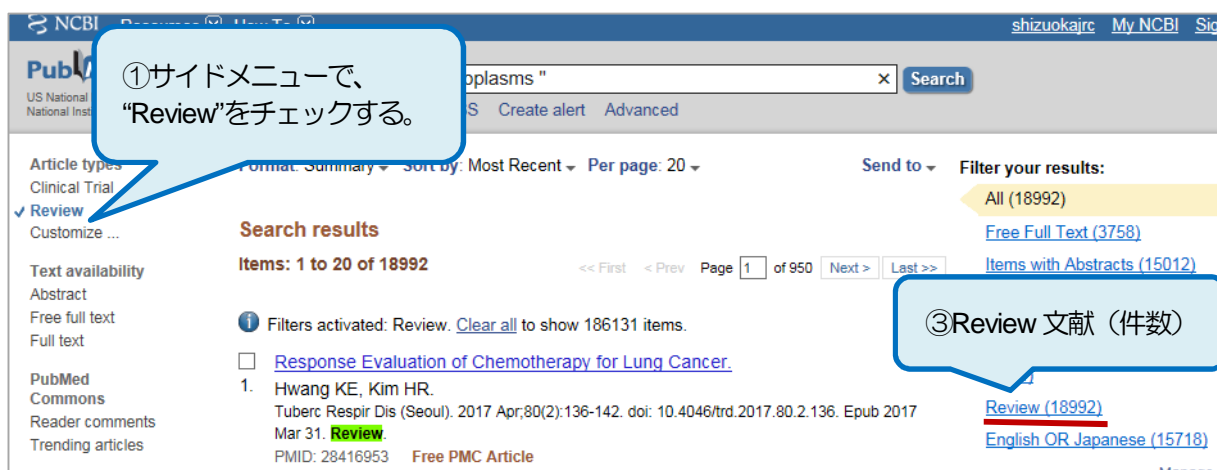 NCBI Resources How To
shizuokajrc My NCBI
①サイドメニューで、
“Review”をチェックする。
oplasms " × Search
US National
National Inst
Create alert Advanced
Article types
Clinical Trial
✓ Review
Customize ...
Text availability
Abstract
Free full text
Full text
PubMed
Commons
Reader comments
Trending articles
Format: Summary Sort by: Most Recent Per page: 20 Send to
Search results
Items: 1 to 20 of 18992
<< First < Prev Page 1 of 950 Next > Last >>
Filters activated: Review. Clear all to show 186131 items.
Response Evaluation of Chemotherapy for Lung Cancer.
1. Hwang KE, Kim HR.
Tuberc Respir Dis (Seoul). 2017 Apr;80(2):136-142. doi: 10.4046/trd.2017.80.2.136. Epub 2017
Mar 31. Review.
PMID: 28416953 Free PMC Article
Filter your results:
All (18992)
Free Full Text (3758)
Items with Abstracts (15012)
③Review 文献（件数）
Review (18992)
English OR Japanese (15718)